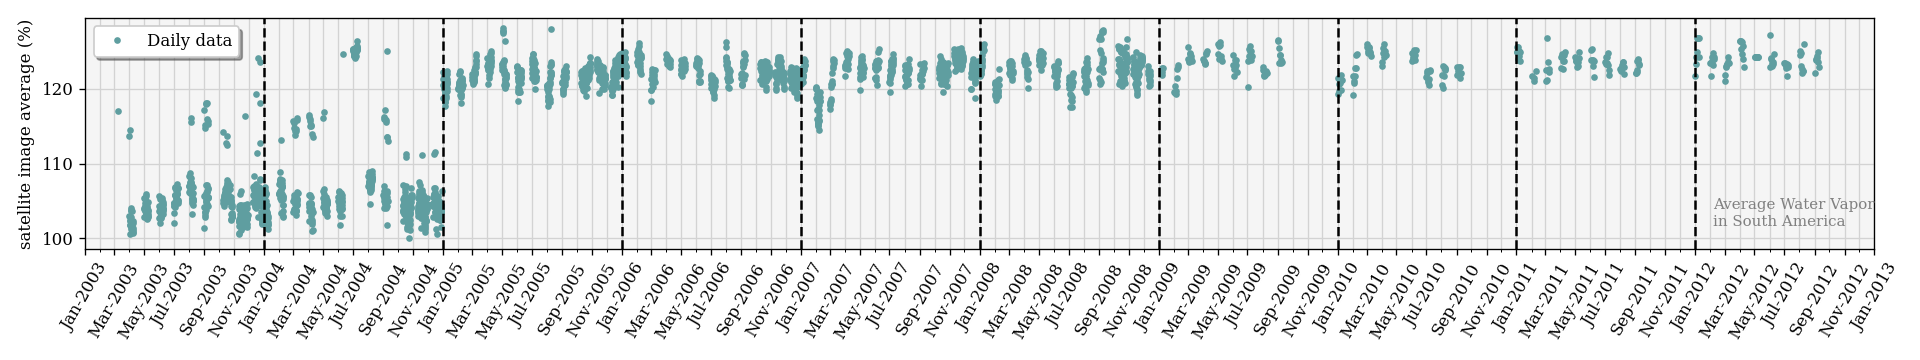 Daily data
satellite image average (%)
120
110
100
Average Water Vapor
in South America
Jan-2003
Mar-2003
May-2003
Jul-2003
Sep-2003
Nov-2003
Jan-2004
Mar-2004
May-2004
Jul-2004
Sep-2004
Nov-2004
Jan-2005
Mar-2005
May-2005
Jul-2005
Sep-2005
Nov-2005
Jan-2006
Mar-2006
May-2006
Jul-2006
Sep-2006
Nov-2006
Jan-2007
Mar-2007
May-2007
Jul-2007
Sep-2007
Nov-2007
Jan-2008
Mar-2008
May-2008
Jul-2008
Sep-2008
Nov-2008
Jan-2009
Mar-2009
May-2009
Jul-2009
Sep-2009
Nov-2009
Jan-2010
Mar-2010
May-2010
Jul-2010
Sep-2010
Nov-2010
Jan-2011
Mar-2011
May-2011
Jul-2011
Sep-2011
Nov-2011
Jan-2012
Mar-2012
May-2012
Jul-2012
Sep-2012
Nov-2012
Jan-2013